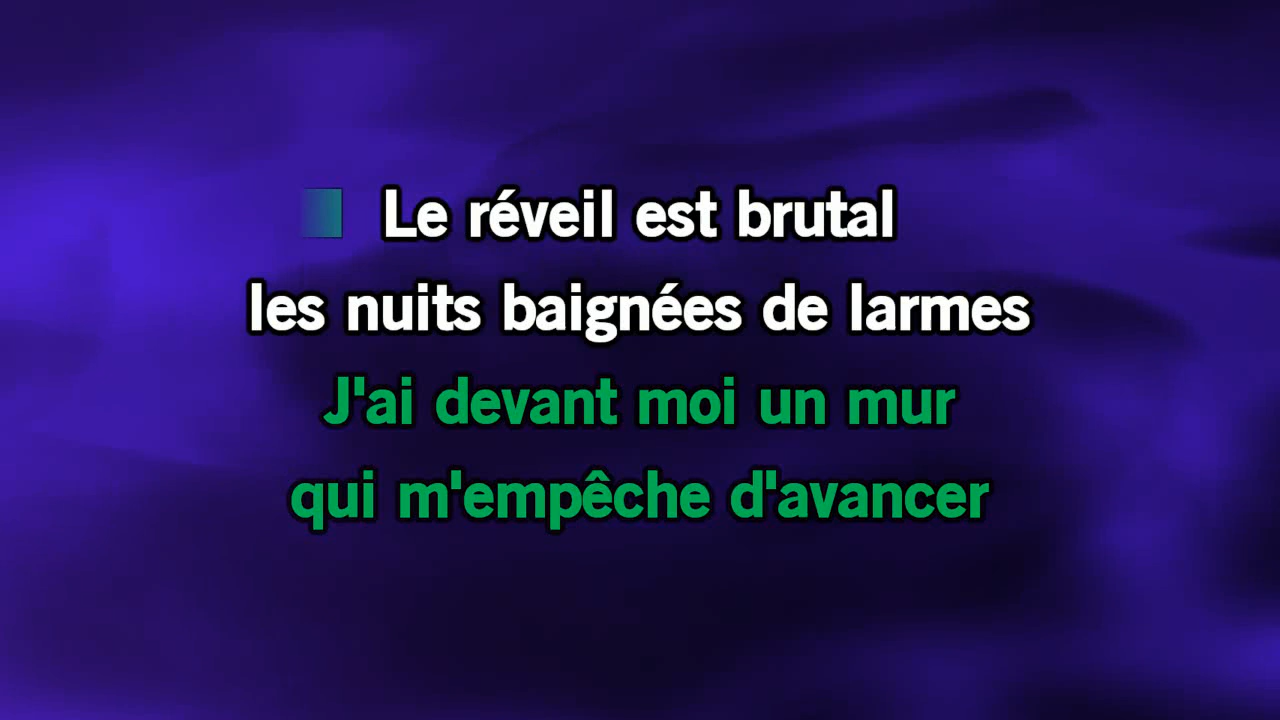 Le réveil est brutal
les nuits baignées de larmes
J'ai devant moi un mur
qui m'empêche d'avancer